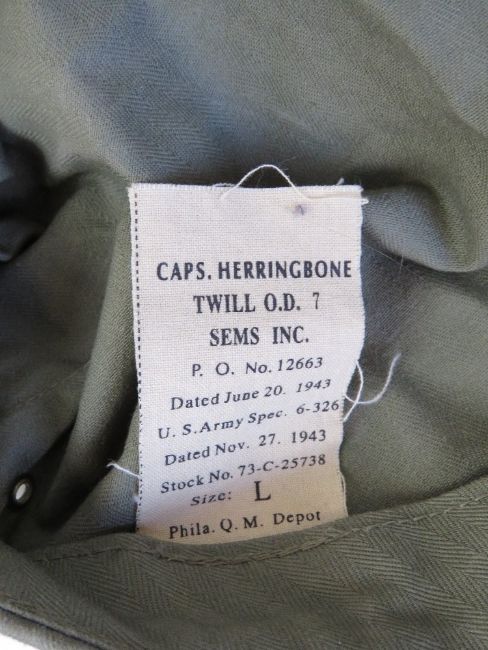 CAPS. HERRINGBONE
TWILL O.D. 7
SEMS INC.
P. O. No. 12663
Dated June 20. 1943
U. S. Army Spec. 6-326
Dated Nov. 27. 1943
Stock No. 73-C-25738
Size: L
Phila. Q. M. Depot